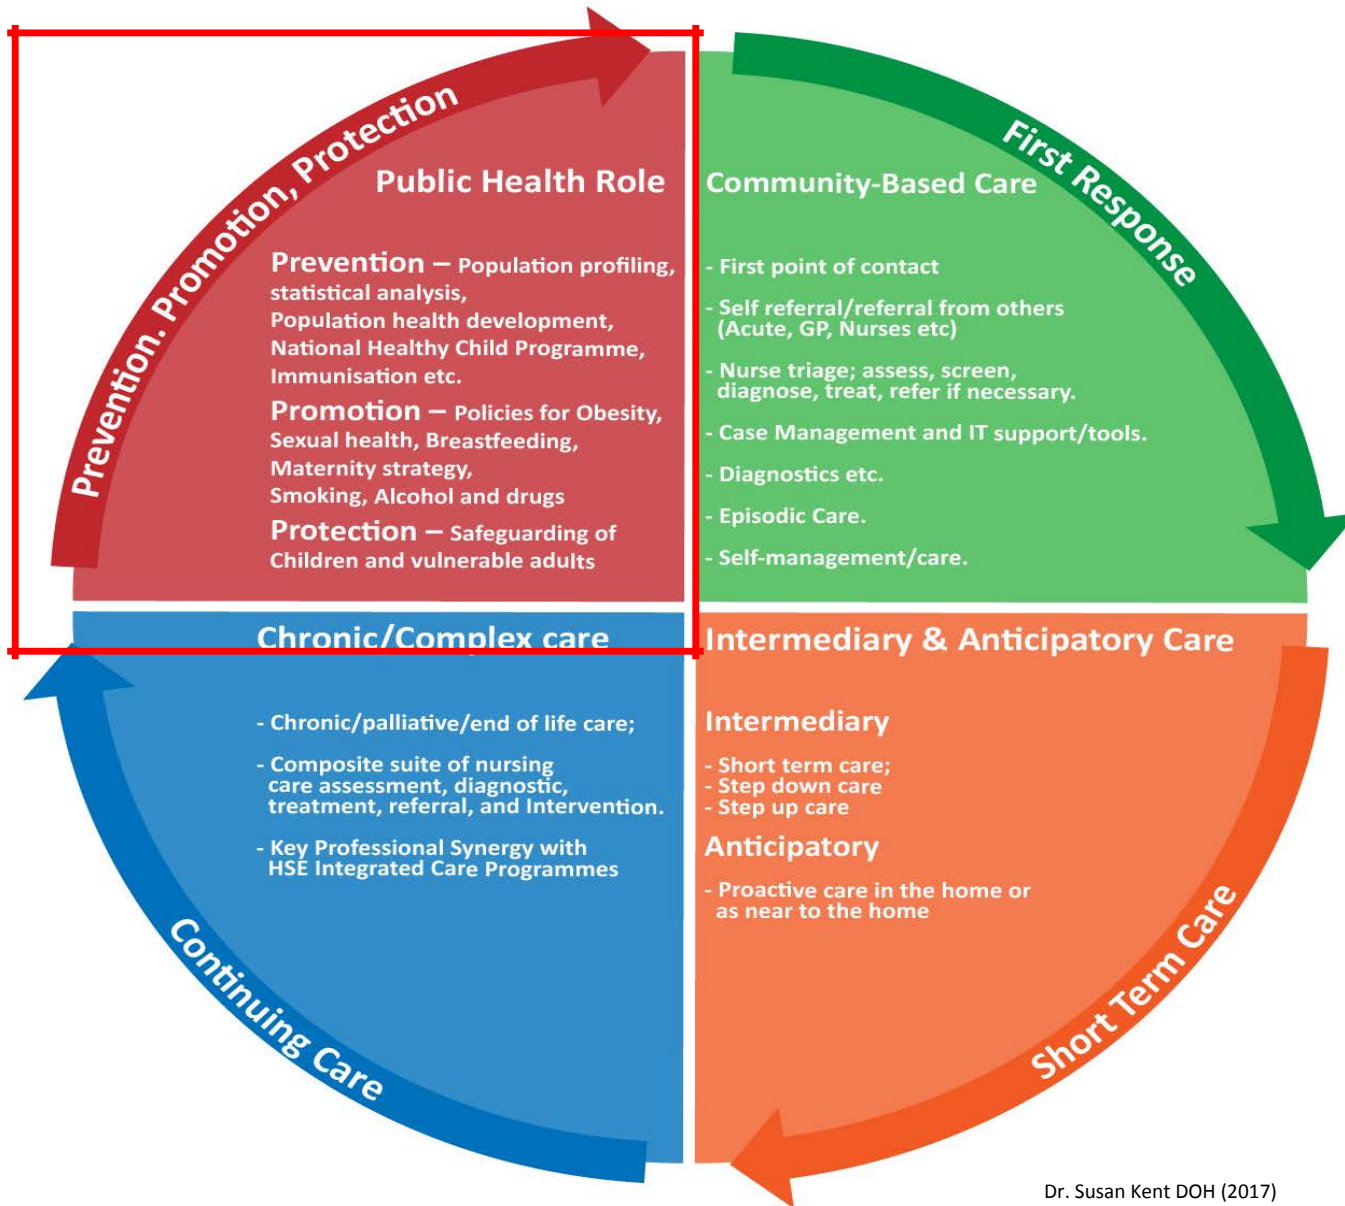 Prevention. Promotion, Protection
Public Health Role
Prevention – Population profiling,
statistical analysis,
Population health development,
National Healthy Child Programme,
Immunisation etc.
Promotion – Policies for Obesity,
Sexual health, Breastfeeding,
Maternity strategy,
Smoking, Alcohol and drugs
Protection – Safeguarding of
Children and vulnerable adults
First Response
Community-Based Care
- First point of contact
- Self referral/referral from others
(Acute, GP, Nurses etc)
- Nurse triage; assess, screen,
diagnose, treat, refer if necessary.
- Case Management and IT support/tools.
- Diagnostics etc.
- Episodic Care.
- Self-management/care.
Chronic/Complex care
- Chronic/palliative/end of life care;
- Composite suite of nursing
care assessment, diagnostic,
treatment, referral, and Intervention.
- Key Professional Synergy with
HSE Integrated Care Programmes
Continuing Care
Intermediary & Anticipatory Care
Intermediary
- Short term care;
- Step down care
- Step up care
Anticipatory
- Proactive care in the home or
as near to the home
Short Term Care
Dr. Susan Kent DOH (2017)